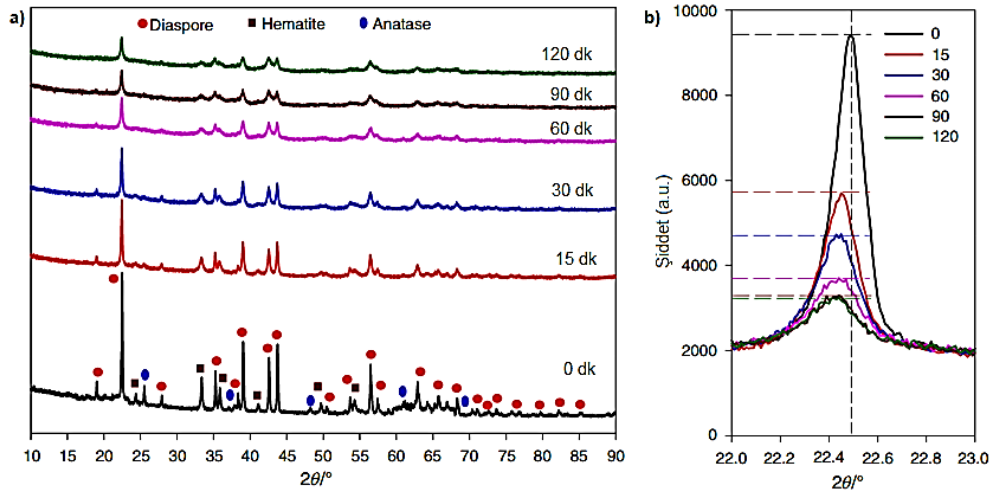 a)
Diaspore Hematite Anatase
120 dk
90 dk
60 dk
30 dk
15 dk
0 dk
10 15 20 25 30 35 40 45 50 55 60 65 70 75 80 85 90
2θ/°
b)
10000
8000
6000
4000
2000
0
Şiddet (a.u.)
0
15
30
60
90
120
22.0 22.2 22.4 22.6 22.8 23.0
2θ/°